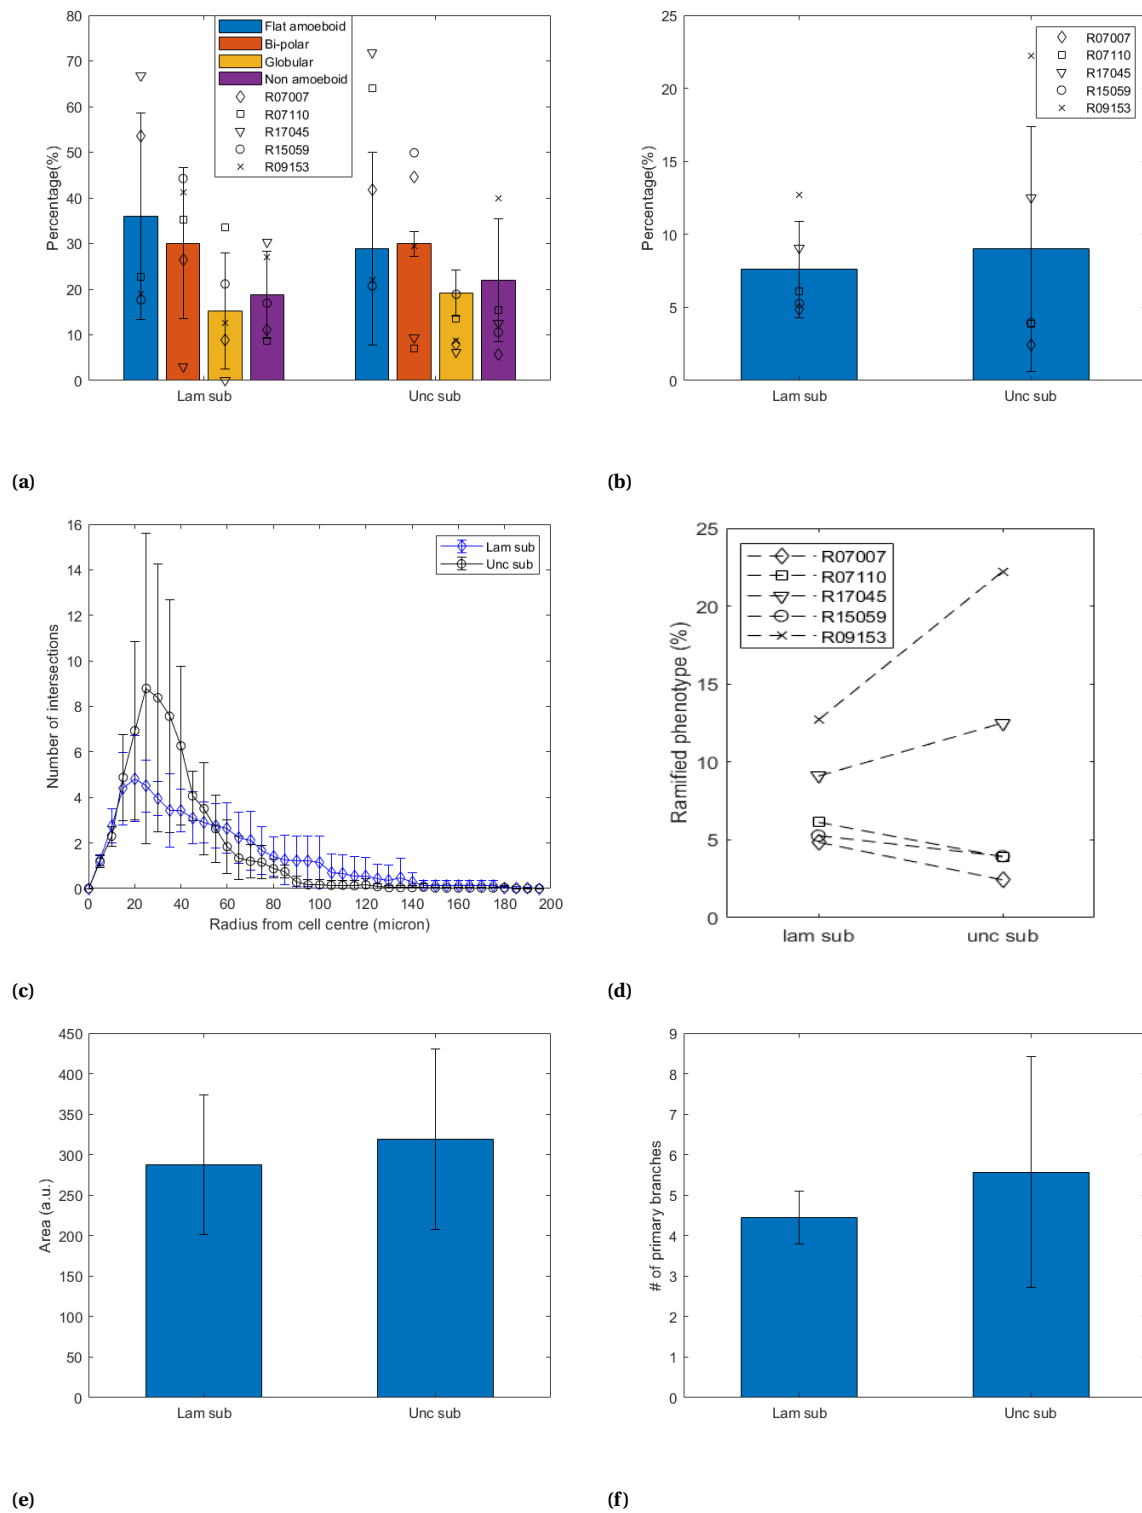 80
70
60
50
40
30
20
10
0
Percentage(%)
Flat amoeboid
Bi-polar
Globular
Non amoeboid
R07007
R07110
R17045
R15059
R09153
Lam sub
Unc sub
(a)
25
20
15
10
5
0
Percentage(%)
R07007
R07110
R17045
R15059
R09153
Lam sub
Unc sub
(b)
16
14
12
10
8
6
4
2
0
Number of intersections
Lam sub
Unc sub
0 20 40 60 80 100 120 140 160 180 200
Radius from cell centre (micron)
(c)
25
20
15
10
5
0
Ramified phenotype (%)
R07007
R07110
R17045
R15059
R09153
lam sub
unc sub
(d)
450
400
350
300
250
200
150
100
50
0
Area (a.u.)
Lam sub
Unc sub
(e)
9
8
7
6
5
4
3
2
1
0
# of primary branches
Lam sub
Unc sub
(f)